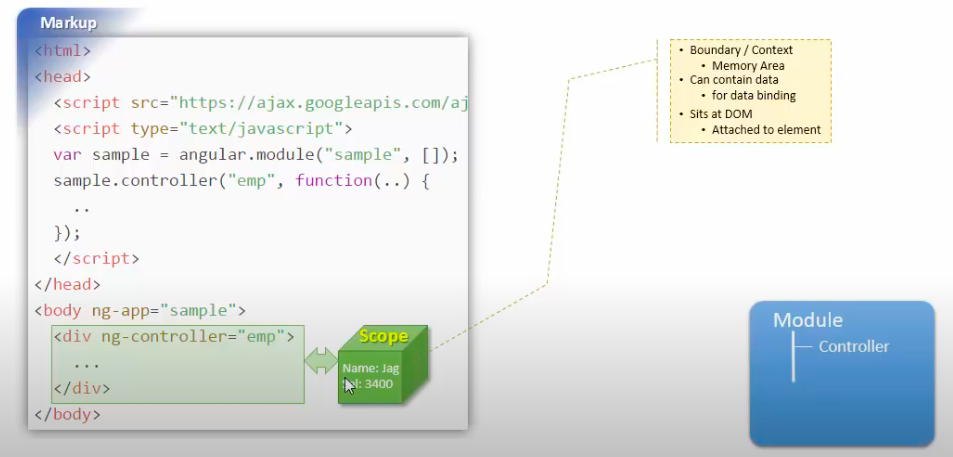 Markup
<html>
<head>
<script src="https://ajax.googleapis.com/aj
<script type="text/javascript">
var sample = angular.module("sample", []);
sample.controller("emp", function(..) {
..
});
</script>
</head>
<body ng-app="sample">
<div ng-controller="emp">
...
</div>
</body>
Scope
Name: Jag
: 3400
• Boundary / Context
• Memory Area
• Can contain data
• for data binding
• Sits at DOM
• Attached to element
Module
Controller